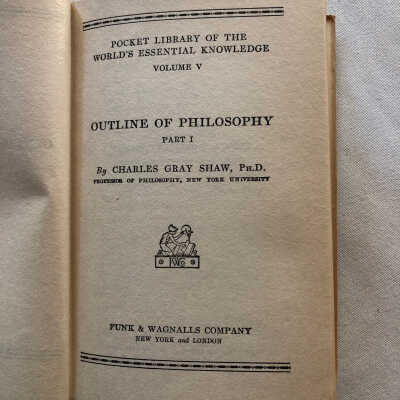 POCKET LIBRARY OF THE
WORLD'S ESSENTIAL KNOWLEDGE
VOLUME V
OUTLINE OF PHILOSOPHY
PART I
By CHARLES GRAY SHAW, PH.D.
PROFESSOR OF PHILOSOPHY, NEW YORK UNIVERSITY
FUNK & WAGNALLS COMPANY
NEW YORK AND LONDON